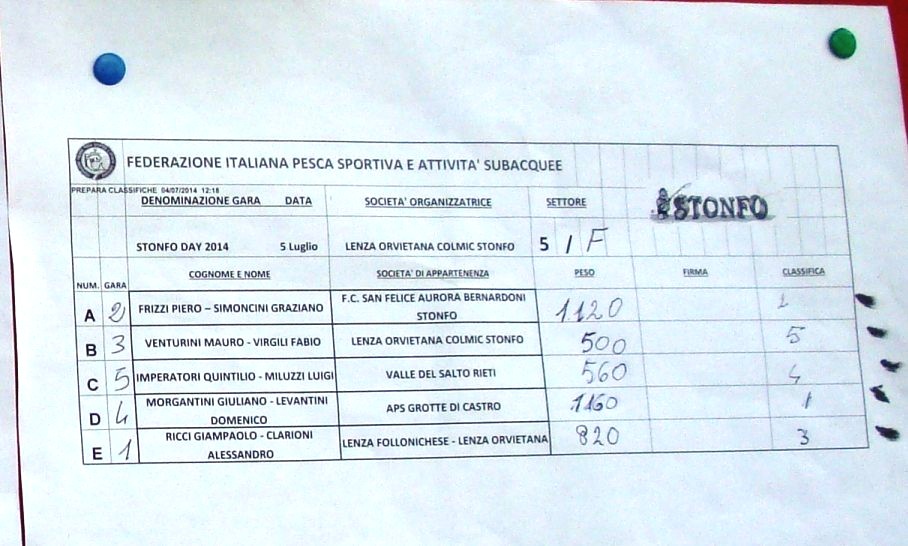 FEDERAZIONE ITALIANA PESCA SPORTIVA E ATTIVITA' SUBACQUEE
PREPARA CLASSIFICHE 04/07/2014 12:18
DENOMINAZIONE GARA DATA SOCIETA' ORGANIZZATRICE SETTORE
STONFO
STONFO DAY 2014 5 Luglio LENZA ORVIETANA COLMIC STONFO 5 / F
NUM. GARA COGNOME E NOME SOCIETA' DI APPARTENENZA PESO FIRMA CLASSIFICA
A 2 FRIZZI PIERO – SIMONCINI GRAZIANO F.C. SAN FELICE AURORA BERNARDONI STONFO 1120 2
B 3 VENTURINI MAURO - VIRGILI FABIO LENZA ORVIETANA COLMIC STONFO 500 5
C 5 IMPERATORI QUINTILIO - MILUZZI LUIGI VALLE DEL SALTO RIETI 560 4
D 4 MORGANTINI GIULIANO - LEVANTINI DOMENICO APS GROTTE DI CASTRO 1160 1
E 1 RICCI GIAMPAOLO - CLARIONI ALESSANDRO LENZA FOLLONICHESE - LENZA ORVIETANA 820 3